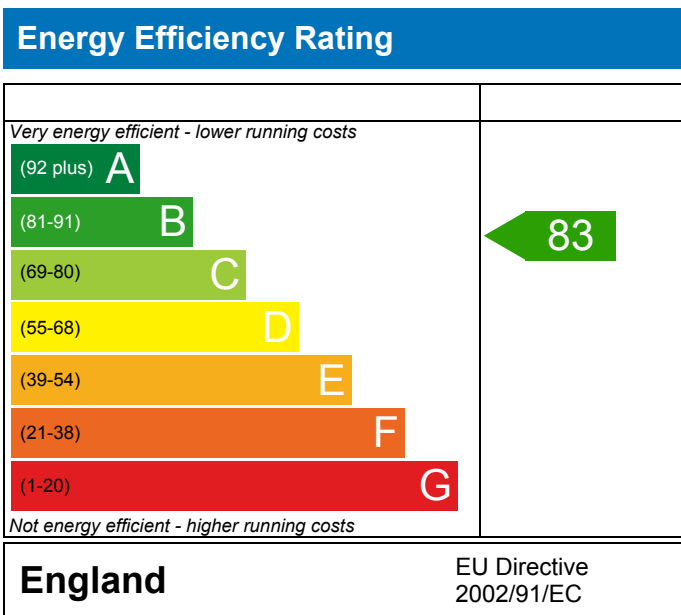 Energy Efficiency Rating
Very energy efficient - lower running costs
(92 plus) A
(81-91) B
83
(69-80) C
(55-68) D
(39-54) E
(21-38) F
(1-20) G
Not energy efficient - higher running costs
England
EU Directive
2002/91/EC